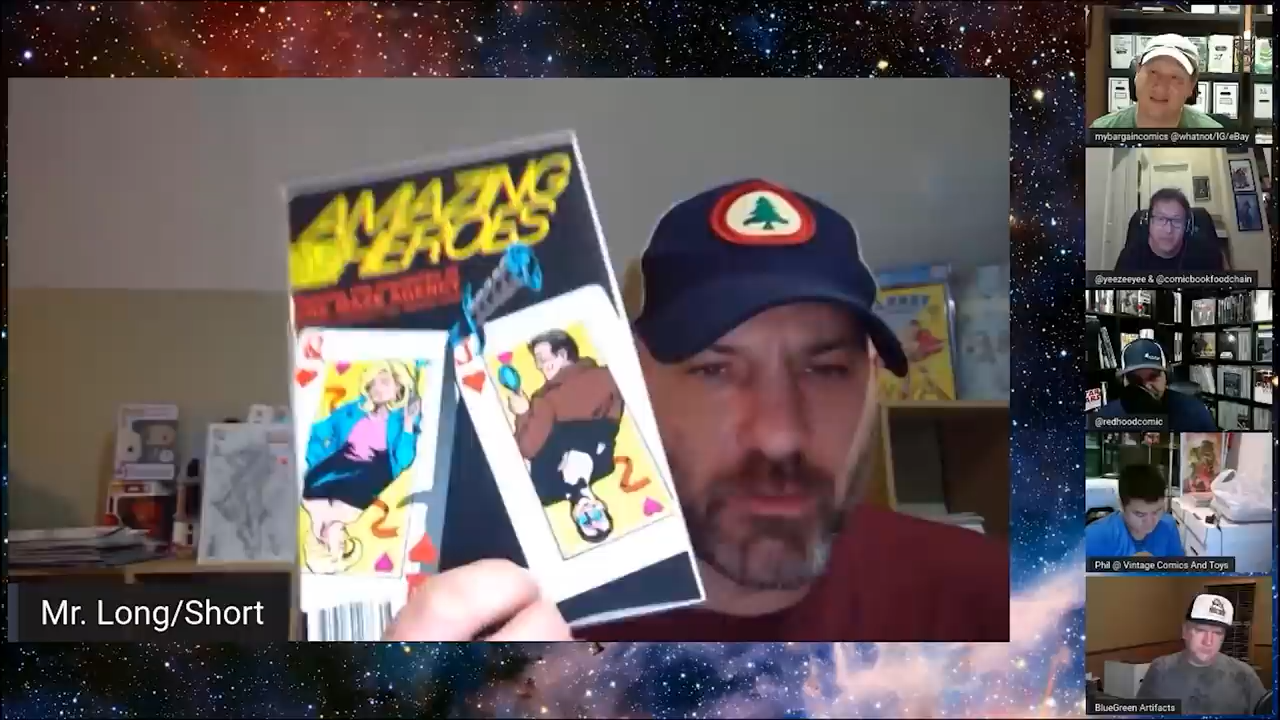 AMAZING
HEROES
Q
J
Mr. Long/Short
mybargaincomics @whatnot/IG/eBay
@yeezeeyee & @comicbookfoodchain
@redhoodcomic
Phil @ Vintage Comics And Toys
BlueGreen Artifacts